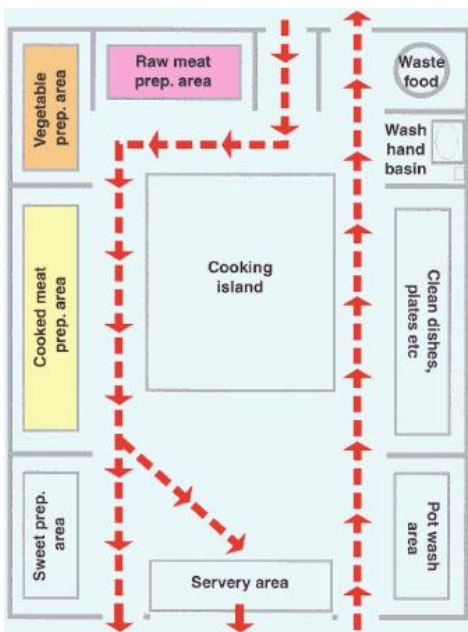 Vegetable
prep. area
Raw meat
prep. area
Waste
food
Wash
hand
basin
Cooked meat
prep. area
Cooking
island
Clean dishes,
plates etc
Sweet prep.
area
Servery area
Pot wash
area